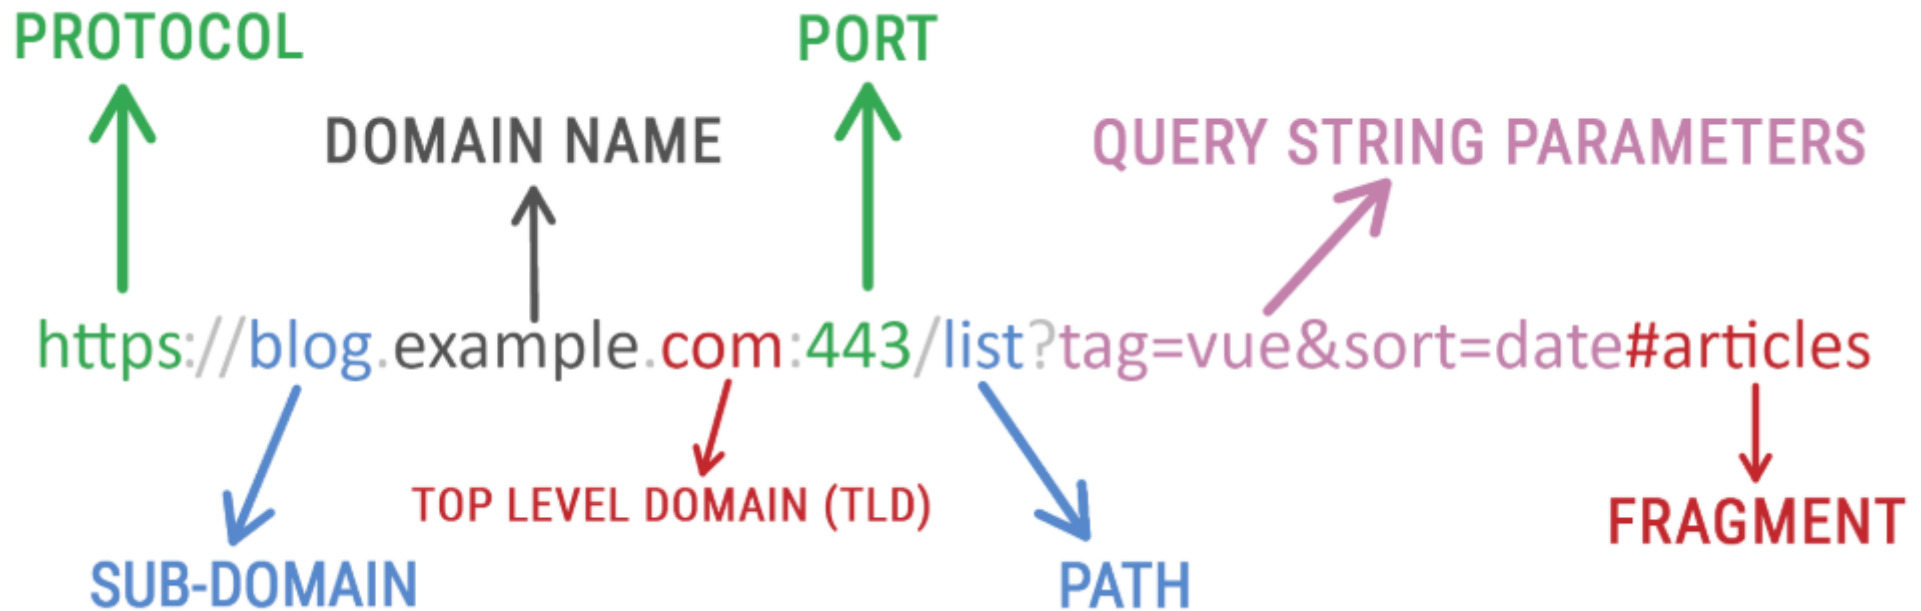 PROTOCOL
PORT
DOMAIN NAME
QUERY STRING PARAMETERS
https://blog.example.com:443/list?tag=vue&sort=date#articles
TOP LEVEL DOMAIN (TLD)
FRAGMENT
SUB-DOMAIN
PATH